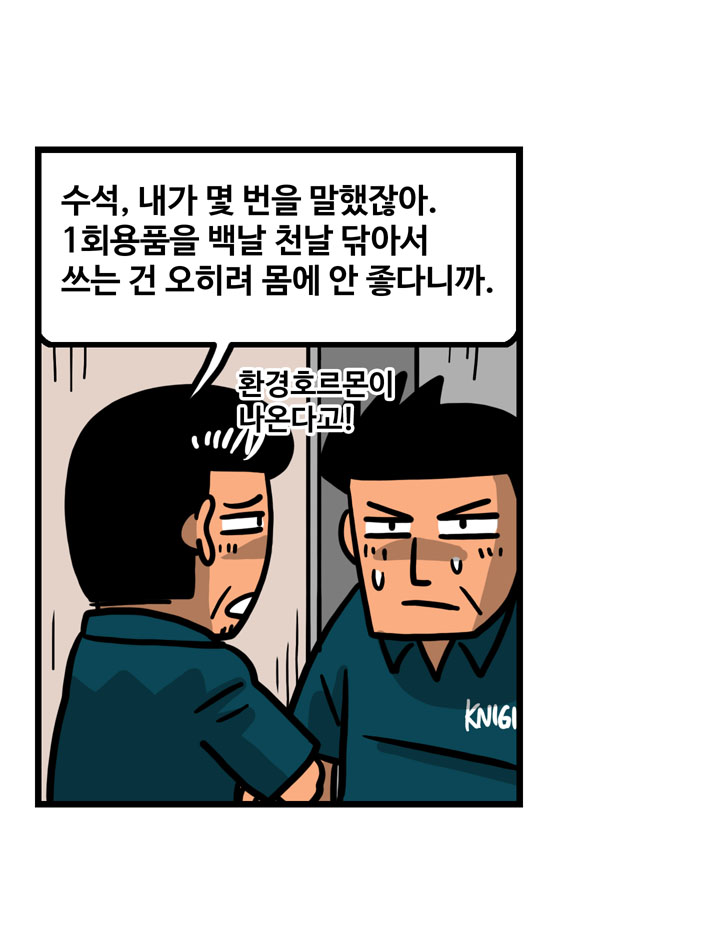 수석, 내가 몇 번을 말했잖아.
1회용품을 백날 천날 닦아서
쓰는 건 오히려 몸에 안 좋다니까.
환경호르몬이
나온다고!
KNIGI